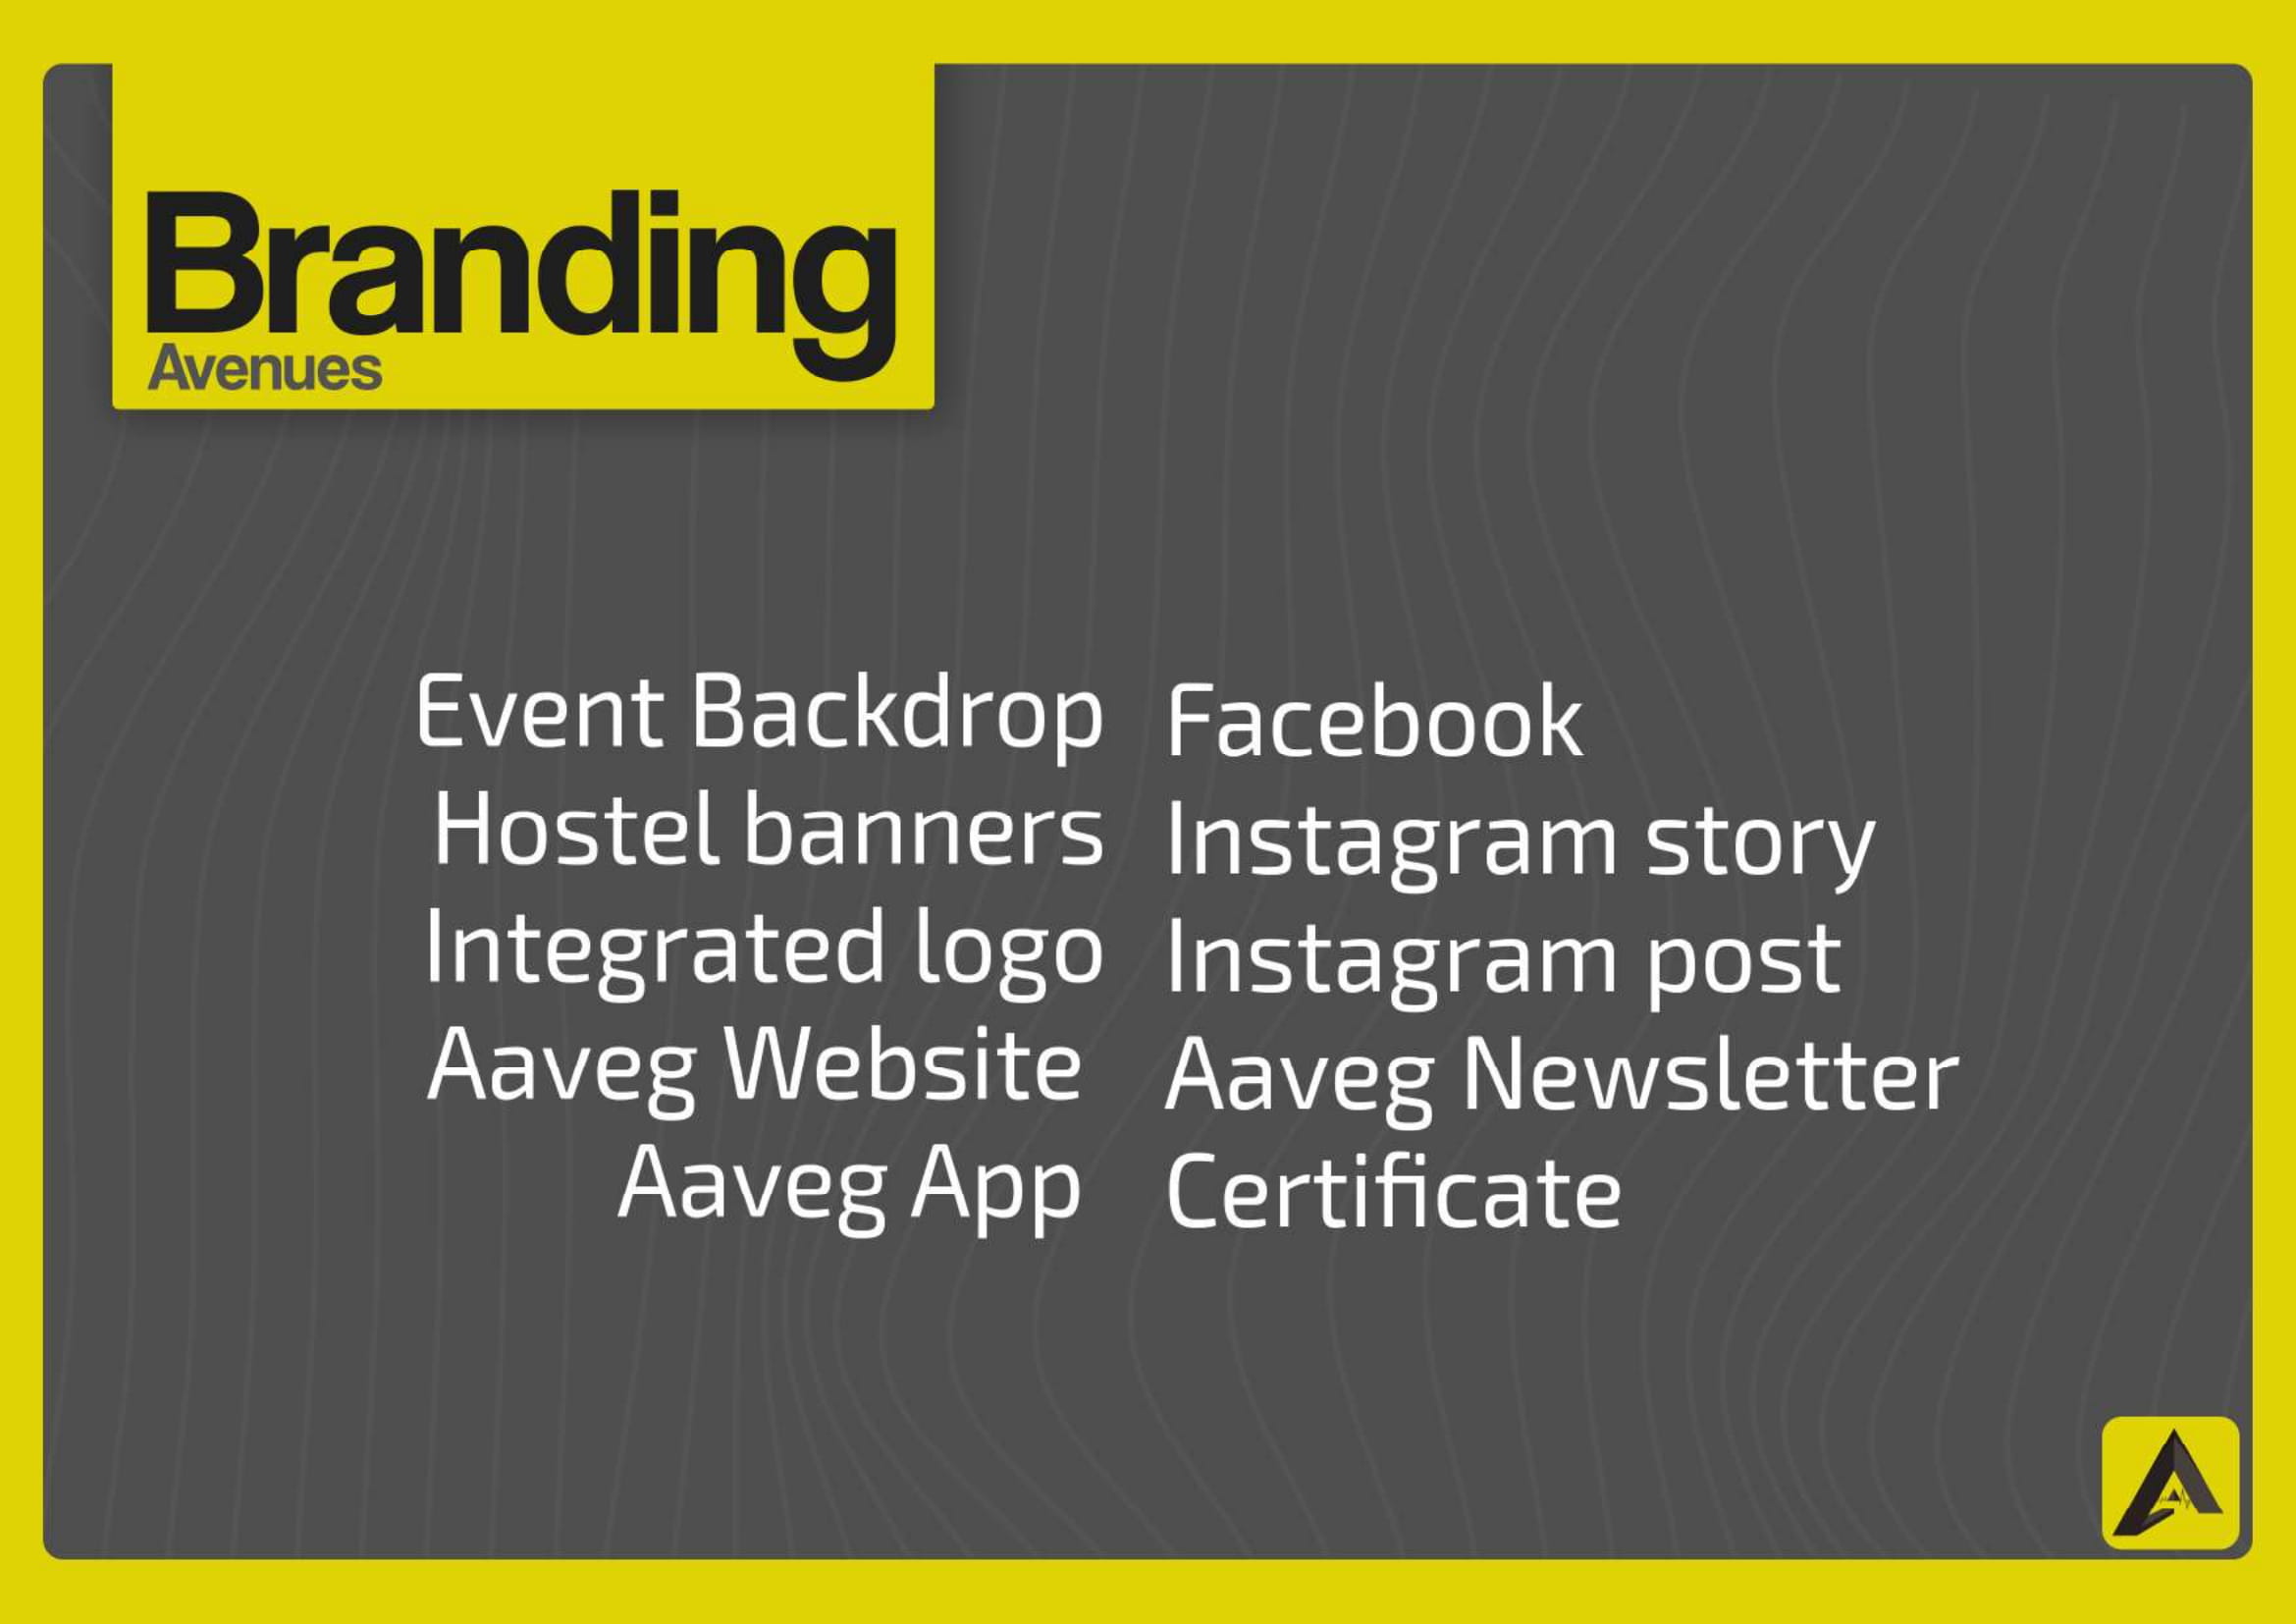 Branding
Avenues
Event Backdrop
Hostel banners
Integrated logo
Aaveg Website
Aaveg App
Facebook
Instagram story
Instagram post
Aaveg Newsletter
Certificate